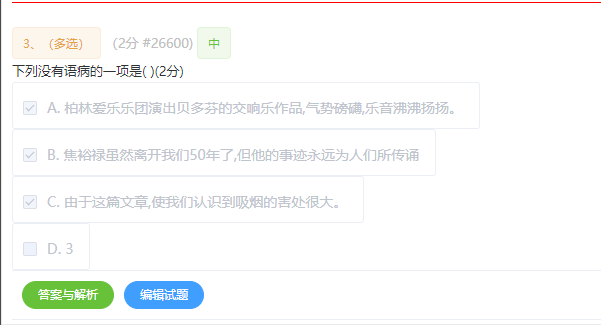 3、（多选） (2分 #26600) 中
下列没有语病的一项是( )(2分)
A. 柏林爱乐乐团演出贝多芬的交响乐作品,气势磅礴,乐音沸沸扬扬。
B. 焦裕禄虽然离开我们50年了,但他的事迹永远为人们所传诵
C. 由于这篇文章,使我们认识到吸烟的害处很大。
D. 3
答案与解析 编辑试题